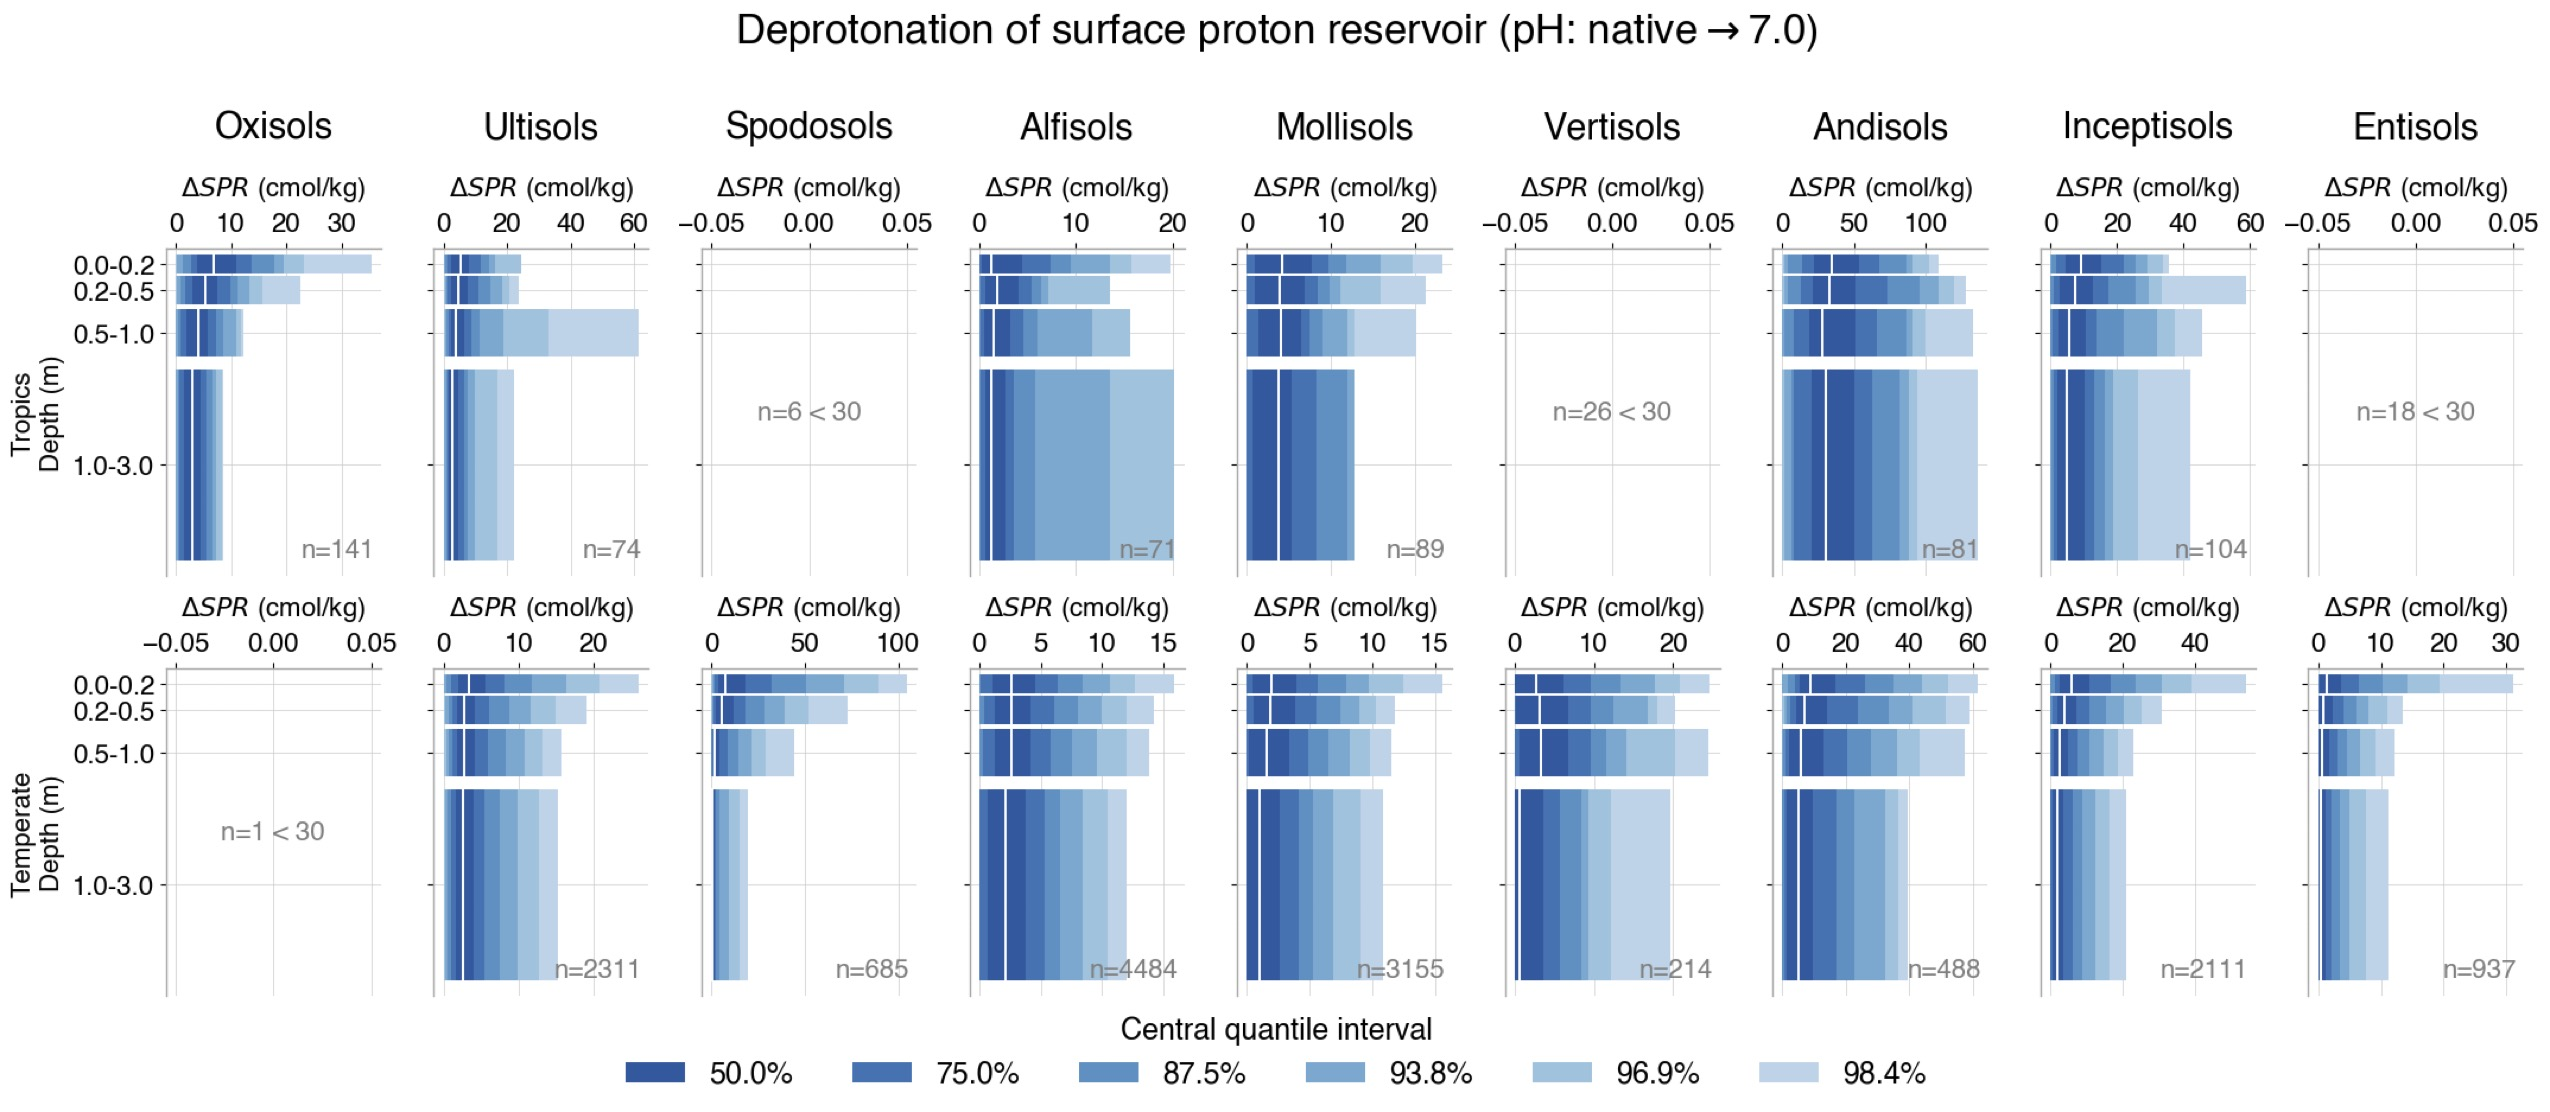 Deprotonation of surface proton reservoir (pH: native → 7.0)
Oxisols Ultisols Spodosols Alfisols Mollisols Vertisols Andisols Inceptisols Entisols
ΔSPR (cmol/kg) ΔSPR (cmol/kg) ΔSPR (cmol/kg) ΔSPR (cmol/kg) ΔSPR (cmol/kg) ΔSPR (cmol/kg) ΔSPR (cmol/kg) ΔSPR (cmol/kg) ΔSPR (cmol/kg)
0 10 20 30 0 20 40 60 −0.05 0.00 0.05 0 10 20 0 10 20 −0.05 0.00 0.05 0 50 100 0 20 40 60 −0.05 0.00 0.05
0.0-0.2
0.2-0.5
0.5-1.0
Tropics
Depth (m)
n=6 < 30 n=26 < 30 n=18 < 30
1.0-3.0
n=141 n=74 n=71 n=89 n=81 n=104
ΔSPR (cmol/kg) ΔSPR (cmol/kg) ΔSPR (cmol/kg) ΔSPR (cmol/kg) ΔSPR (cmol/kg) ΔSPR (cmol/kg) ΔSPR (cmol/kg) ΔSPR (cmol/kg) ΔSPR (cmol/kg)
−0.05 0.00 0.05 0 10 20 0 50 100 0 5 10 15 0 5 10 15 0 10 20 0 20 40 60 0 20 40 0 10 20 30
0.0-0.2
0.2-0.5
0.5-1.0
Temperate
Depth (m)
n=1 < 30
1.0-3.0
n=2311 n=685 n=4484 n=3155 n=214 n=488 n=2111 n=937
Central quantile interval
50.0% 75.0% 87.5% 93.8% 96.9% 98.4%